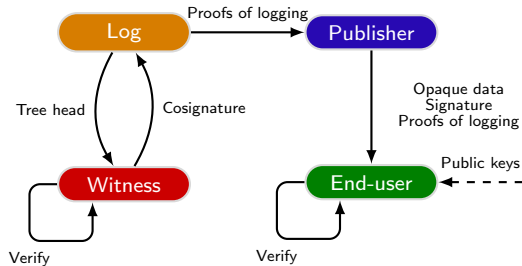 Proofs of logging
Log
Publisher
Opaque data
Signature
Proofs of logging
Tree head
Cosignature
Public keys
Witness
End-user
Verify
Verify